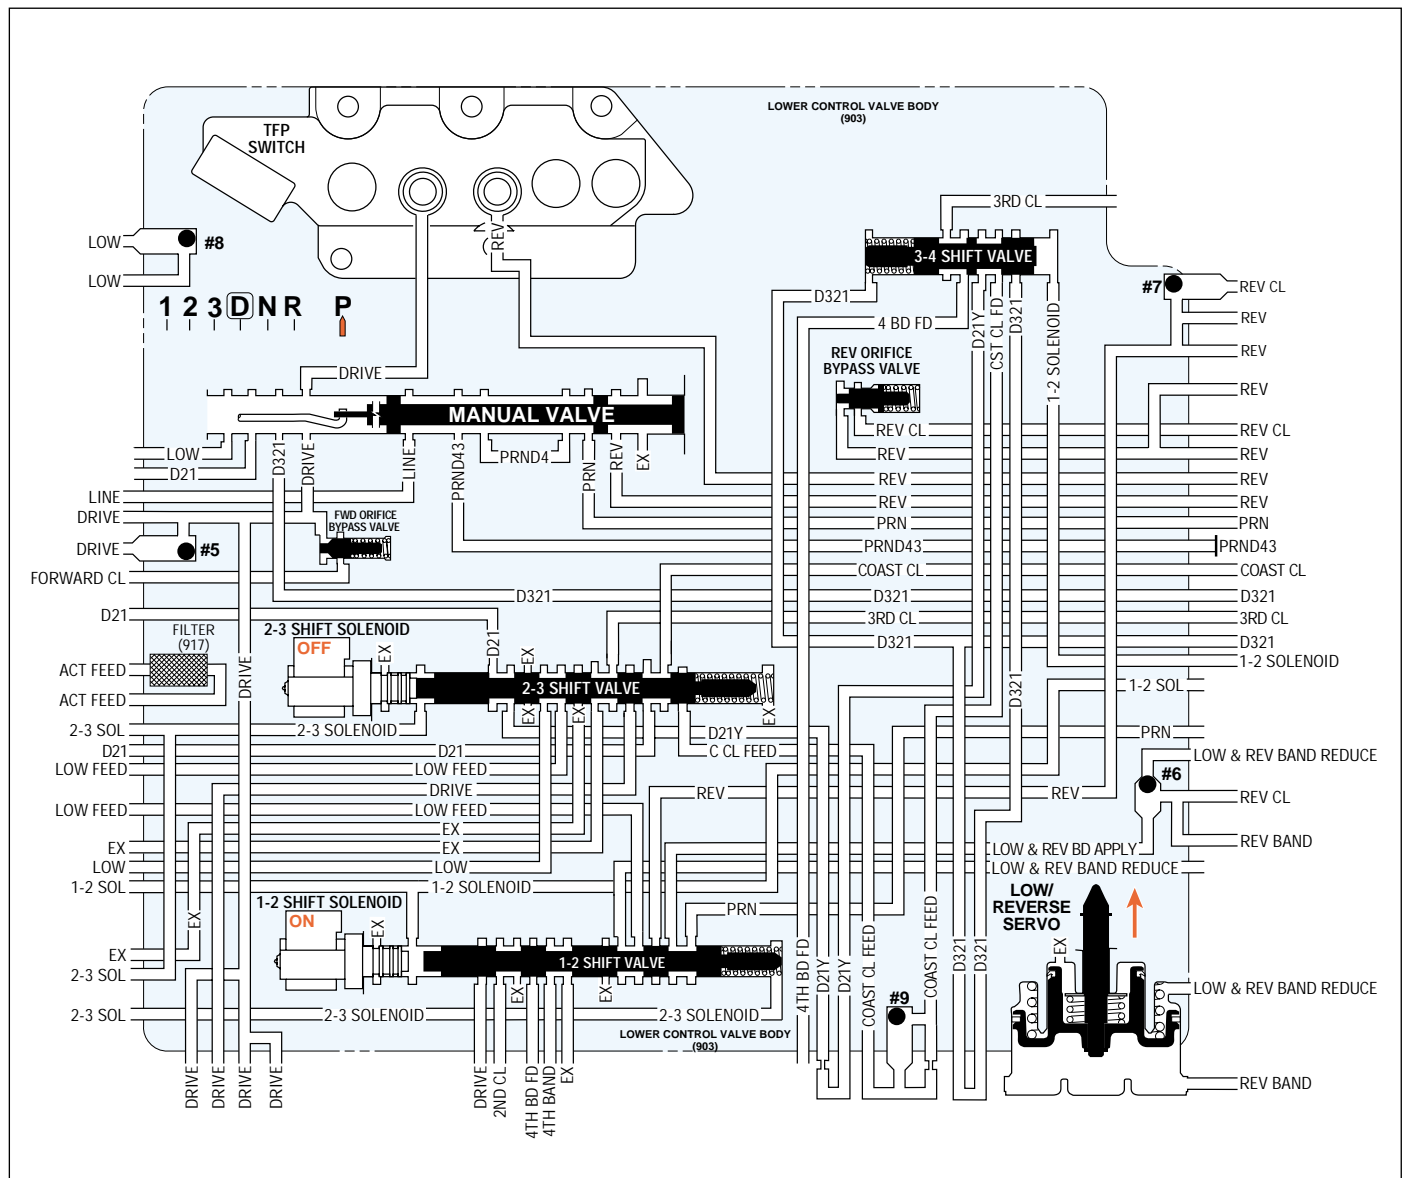 LOWER CONTROL VALVE BODY
(903)
TFP
SWITCH
REV
3RD CL
LOW
#8
LOW
3-4 SHIFT VALVE
#7
REV CL
1 2 3 D N R P
D321
4 BD FD
D21Y
CST CL FD
D321
1-2 SOLENOID
REV
REV
REV ORIFICE
BYPASS VALVE
DRIVE
REV
MANUAL VALVE
REV CL
REV CL
LOW
D21
D321
DRIVE
LINE
PRND43
PRND4
PRN
REV
EX
REV
REV
REV
REV
LINE
REV
REV
DRIVE
FWD ORIFICE
BYPASS VALVE
PRN
PRN
DRIVE
#5
PRND43
PRND43
FORWARD CL
COAST CL
COAST CL
D321
D321
D321
D21
3RD CL
3RD CL
FILTER
(917)
2-3 SHIFT SOLENOID
OFF
EX
D21
EX
D321
D321
1-2 SOLENOID
ACT FEED
ACT FEED
DRIVE
2-3 SHIFT VALVE
D321
1-2 SOL
EX
EX
EX
2-3 SOL
2-3 SOLENOID
D21Y
PRN
D21
D21
C CL FEED
LOW & REV BAND REDUCE
LOW FEED
LOW FEED
#6
DRIVE
REV
REV
REV CL
LOW FEED
LOW FEED
EX
EX
EX
LOW & REV BD APPLY
REV BAND
LOW
LOW
LOW & REV BAND REDUCE
1-2 SOL
1-2 SOLENOID
1-2 SHIFT SOLENOID
ON
EX
EX
PRN
LOW/
REVERSE
SERVO
EX
EX
1-2 SHIFT VALVE
2-3 SOL
EX
EX
4TH BD FD
D21Y
D21Y
COAST CL FEED
COAST CL FEED
D321
D321
#9
LOW & REV BAND REDUCE
2-3 SOL
2-3 SOLENOID
2-3 SOLENOID
LOWER CONTROL VALVE BODY
(903)
DRIVE
DRIVE
DRIVE
DRIVE
DRIVE
2ND CL
4TH BD FD
4TH BAND
EX
REV BAND